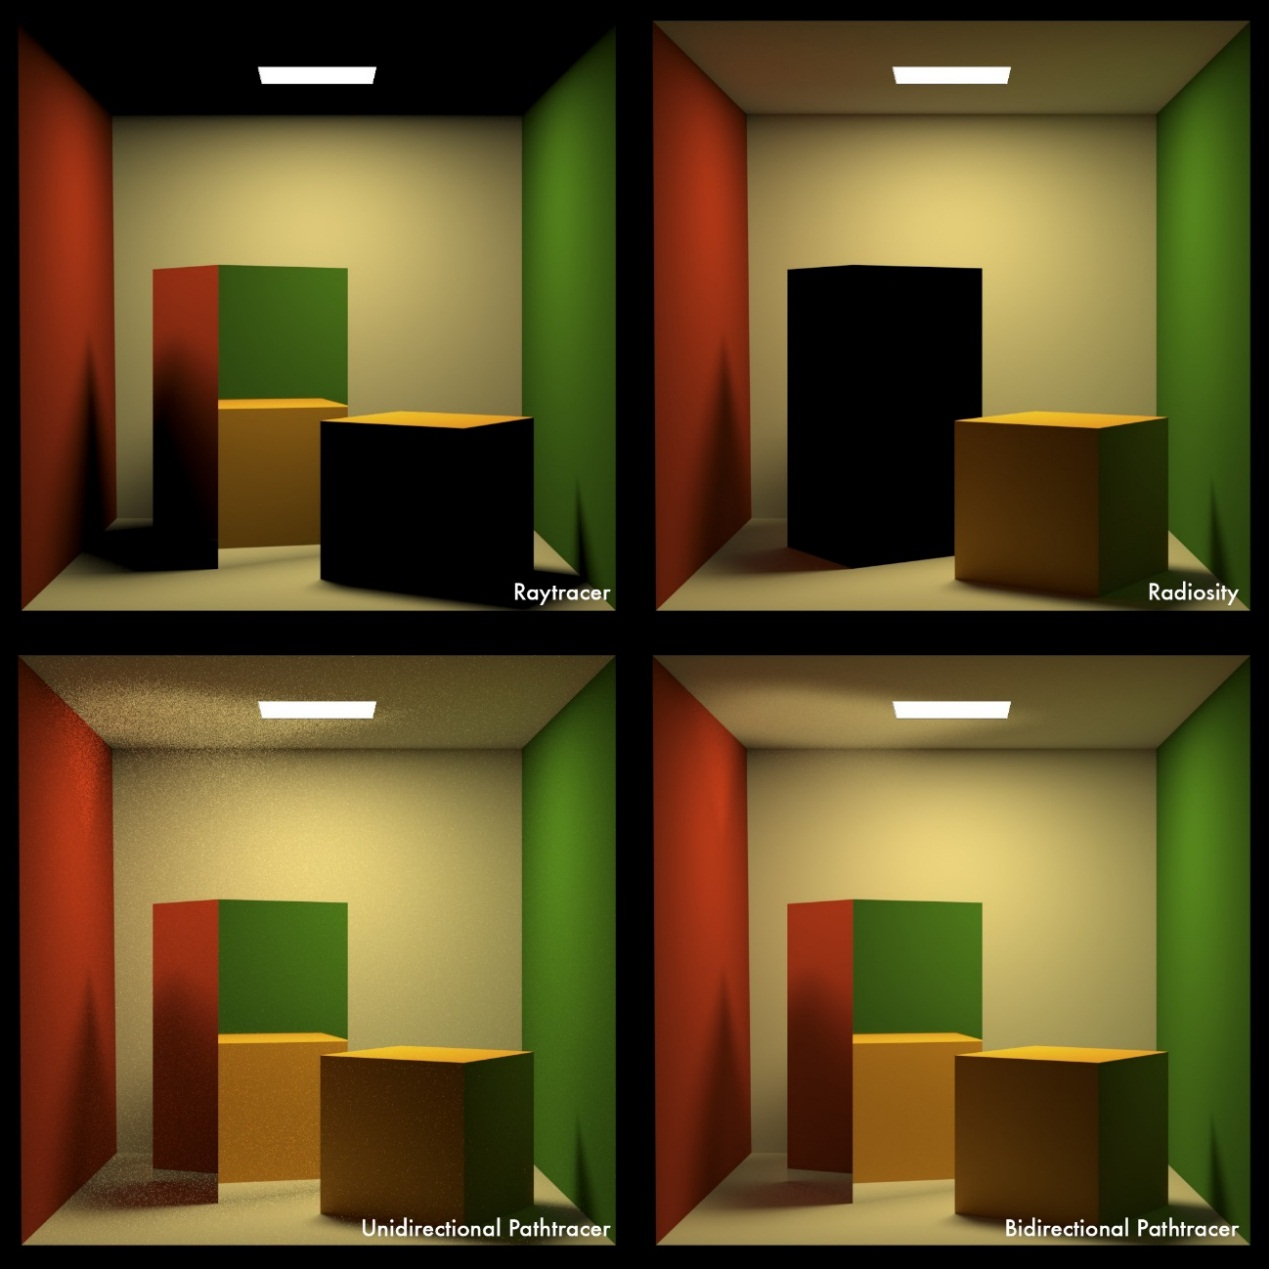 Raytracer
Radiosity
Unidirectional Pathtracer
Bidirectional Pathtracer